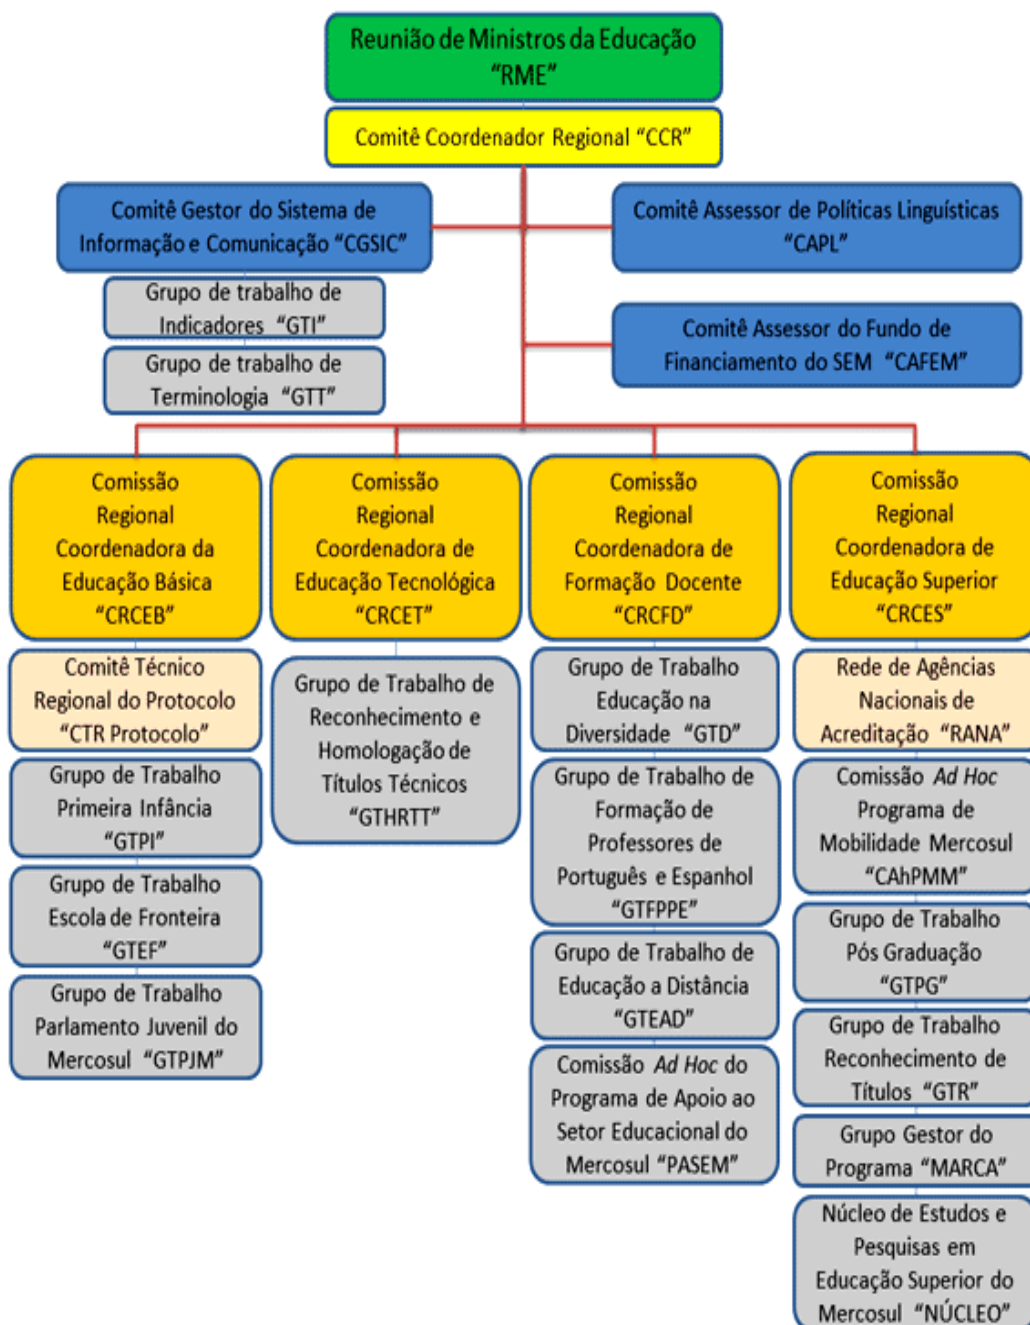 Reunião de Ministros da Educação
“RME”
Comitê Coordenador Regional “CCR”
Comitê Gestor do Sistema de
Informação e Comunicação “CGSIC”
Comitê Assessor de Políticas Linguísticas
“CAPL”
Grupo de trabalho de
Indicadores “GTI”
Grupo de trabalho de
Terminologia “GTT”
Comitê Assessor do Fundo de
Financiamento do SEM “CAFEM”
Comissão
Regional
Coordenadora da
Educação Básica
“CRCEB”
Comitê Técnico
Regional do Protocolo
“CTR Protocolo”
Grupo de Trabalho
Primeira Infância
“GTPI”
Grupo de Trabalho
Escola de Fronteira
“GTEF”
Grupo de Trabalho
Parlamento Juvenil do
Mercosul “GTPJM”
Comissão
Regional
Coordenadora de
Educação Tecnológica
“CRCET”
Grupo de Trabalho de
Reconhecimento e
Homologação de
Títulos Técnicos
“GTHRTT”
Comissão
Regional
Coordenadora de
Formação Docente
“CRCFD”
Grupo de Trabalho
Educação na
Diversidade “GTD”
Grupo de Trabalho de
Formação de
Professores de
Português e Espanhol
“GTFPPE”
Grupo de Trabalho de
Educação a Distância
“GTEAD”
Comissão Ad Hoc do
Programa de Apoio ao
Setor Educacional do
Mercosul “PASEM”
Comissão
Regional
Coordenadora de
Educação Superior
“CRCES”
Rede de Agências
Nacionais de
Acreditação “RANA”
Comissão Ad Hoc
Programa de
Mobilidade Mercosul
“CAhPMM”
Grupo de Trabalho
Pós Graduação
“GTPG”
Grupo de Trabalho
Reconhecimento de
Títulos “GTR”
Grupo Gestor do
Programa “MARCA”
Núcleo de Estudos e
Pesquisas em
Educação Superior do
Mercosul “NÚCLEO”